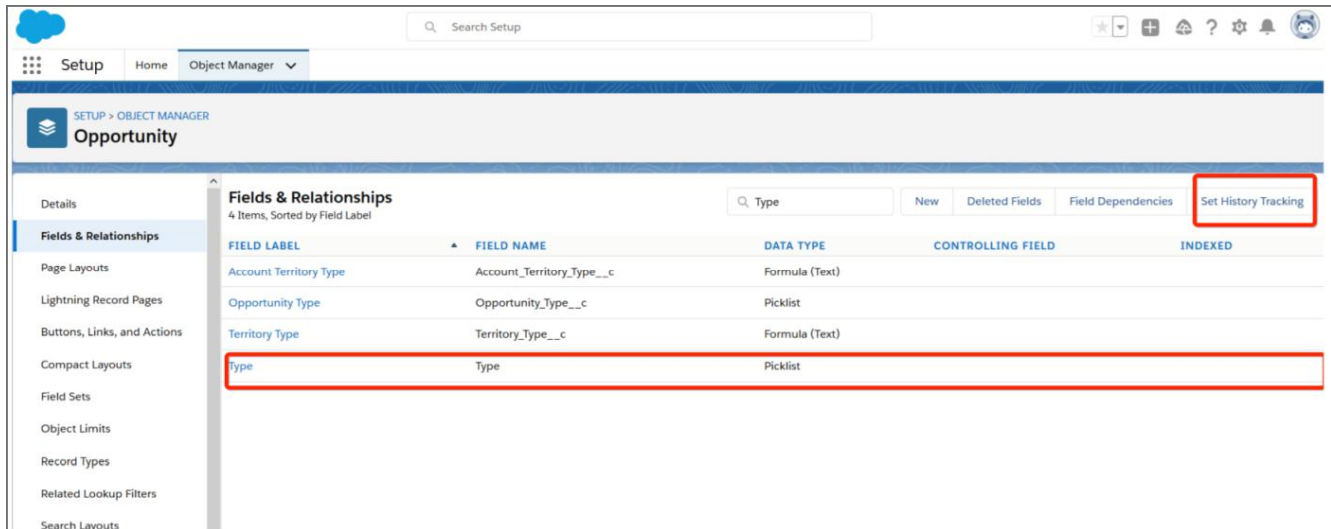 Search Setup
Setup Home Object Manager
SETUP > OBJECT MANAGER
Opportunity
Details
Fields & Relationships
Page Layouts
Lightning Record Pages
Buttons, Links, and Actions
Compact Layouts
Field Sets
Object Limits
Record Types
Related Lookup Filters
Search Layouts
Fields & Relationships
4 Items, Sorted by Field Label
Type New Deleted Fields Field Dependencies Set History Tracking
FIELD LABEL FIELD NAME DATA TYPE CONTROLLING FIELD INDEXED
Account Territory Type Account_Territory_Type__c Formula (Text)
Opportunity Type Opportunity_Type__c Picklist
Territory Type Territory_Type__c Formula (Text)
Type Type Picklist